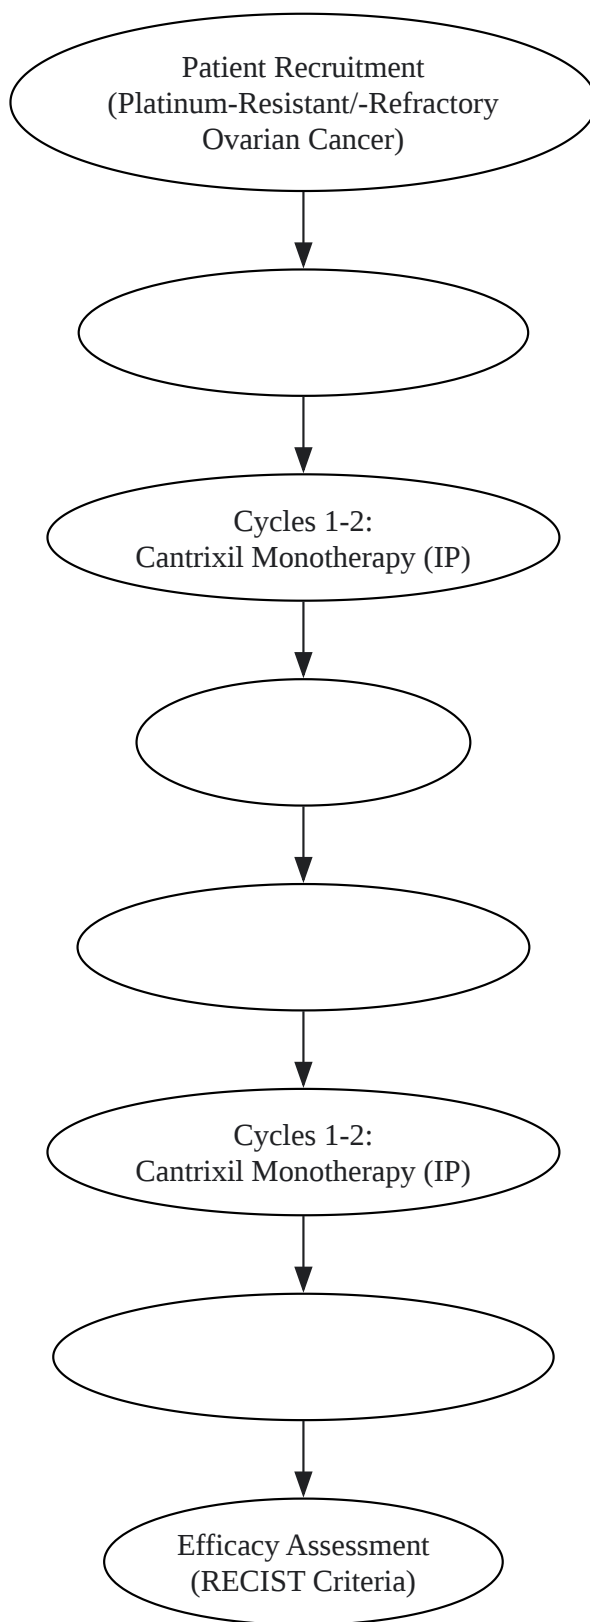 Patient Recruitment
(Platinum-Resistant/-Refractory
Ovarian Cancer)
Cycles 1-2:
Cantrixil Monotherapy (IP)
Cycles 1-2:
Cantrixil Monotherapy (IP)
Efficacy Assessment
(RECIST Criteria)